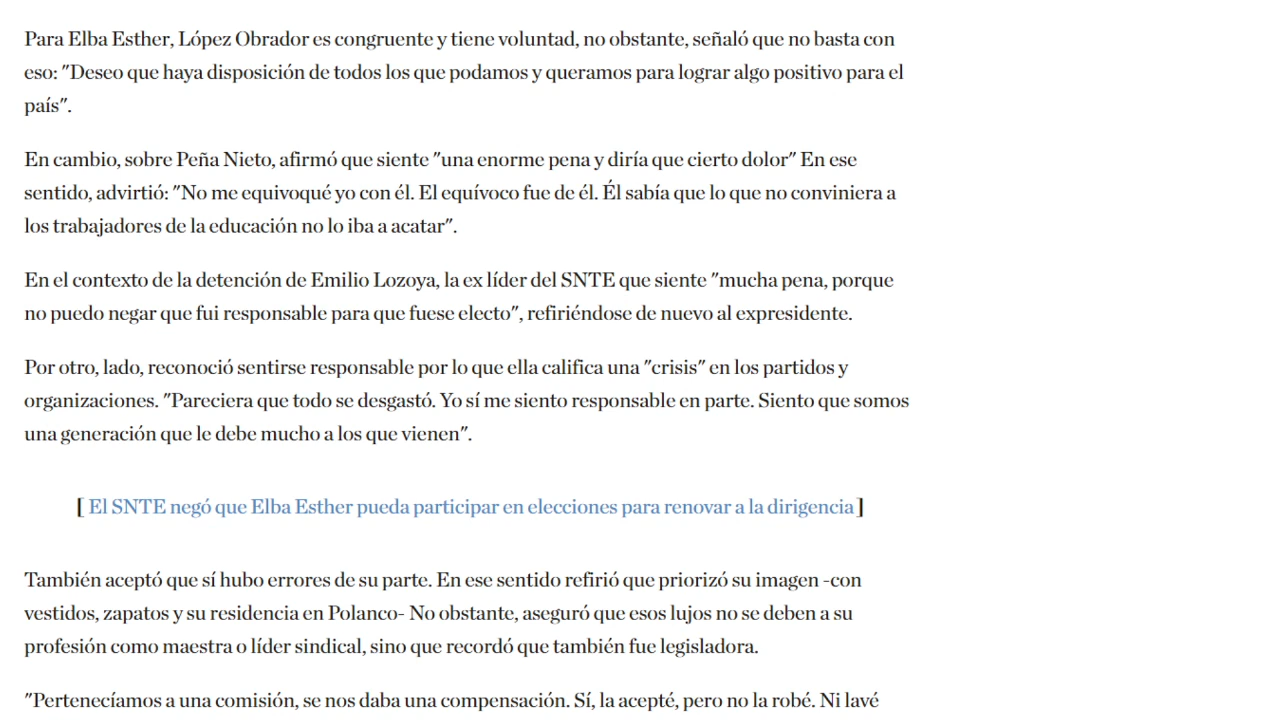 Para Elba Esther, López Obrador es congruente y tiene voluntad, no obstante, señaló que no basta con
eso: "Deseo que haya disposición de todos los que podamos y queramos para lograr algo positivo para el
país".
En cambio, sobre Peña Nieto, afirmó que siente "una enorme pena y diría que cierto dolor" En ese
sentido, advirtió: "No me equivoqué yo con él. El equívoco fue de él. Él sabía que lo que no conviniera a
los trabajadores de la educación no lo iba a acatar".
En el contexto de la detención de Emilio Lozoya, la ex líder del SNTE que siente "mucha pena, porque
no puedo negar que fui responsable para que fuese electo", refiriéndose de nuevo al expresidente.
Por otro, lado, reconoció sentirse responsable por lo que ella califica una "crisis" en los partidos y
organizaciones. "Pareciera que todo se desgastó. Yo sí me siento responsable en parte. Siento que somos
una generación que le debe mucho a los que vienen".
[ El SNTE negó que Elba Esther pueda participar en elecciones para renovar a la dirigencia]
También aceptó que sí hubo errores de su parte. En ese sentido refirió que priorizó su imagen -con
vestidos, zapatos y su residencia en Polanco- No obstante, aseguró que esos lujos no se deben a su
profesión como maestra o líder sindical, sino que recordó que también fue legisladora.
"Pertenecíamos a una comisión, se nos daba una compensación. Sí, la acepté, pero no la robé. Ni lavé